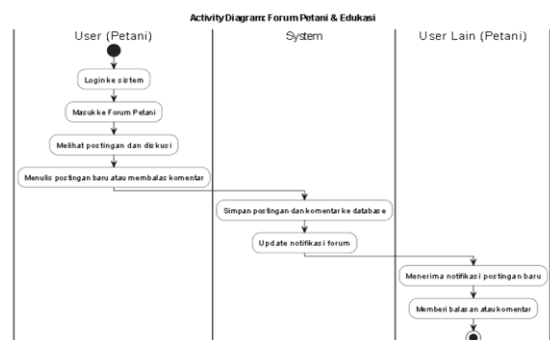 Activity Diagram: Forum Petani & Edukasi
User (Petani)
System
User Lain (Petani)
Login ke sistem
Masuk ke Forum Petani
Melihat postingan dan diskusi
Menulis postingan baru atau membalas komentar
Simpan postingan dan komentar ke database
Update notifikasi forum
Menerima notifikasi postingan baru
Memberi balasan atau komentar